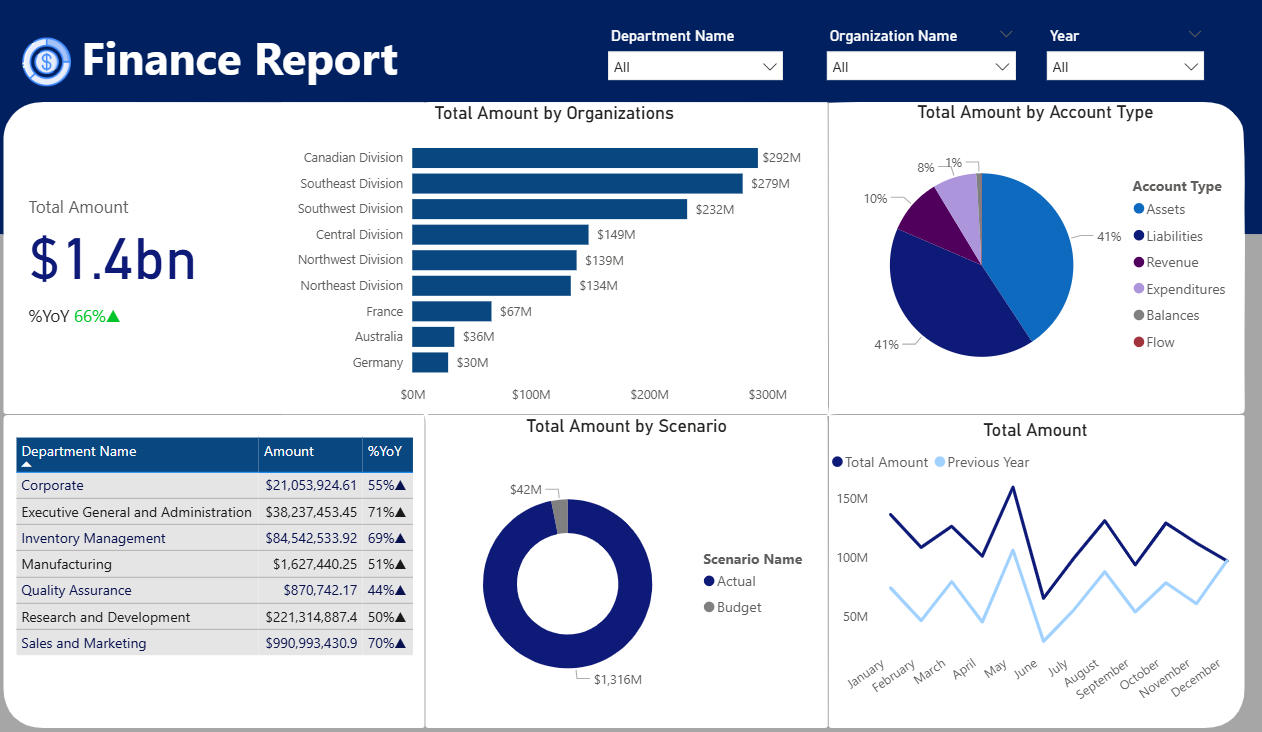 Finance Report
Department Name
All
Organization Name
All
Year
All
Total Amount
$1.4bn
%YoY 66%▲
Total Amount by Organizations
Canadian Division $292M
Southeast Division $279M
Southwest Division $232M
Central Division $149M
Northwest Division $139M
Northeast Division $134M
France $67M
Australia $36M
Germany $30M
$0M $100M $200M $300M
Total Amount by Account Type
1%
8%
10%
41%
41%
Account Type
Assets
Liabilities
Revenue
Expenditures
Balances
Flow
Department Name Amount %YoY
Corporate $21,053,924.61 55%▲
Executive General and Administration $38,237,453.45 71%▲
Inventory Management $84,542,533.92 69%▲
Manufacturing $1,627,440.25 51%▲
Quality Assurance $870,742.17 44%▲
Research and Development $221,314,887.4 50%▲
Sales and Marketing $990,993,430.9 70%▲
Total Amount by Scenario
$42M
$1,316M
Scenario Name
Actual
Budget
Total Amount
Total Amount Previous Year
150M
100M
50M
January February March April May June July August September October November December